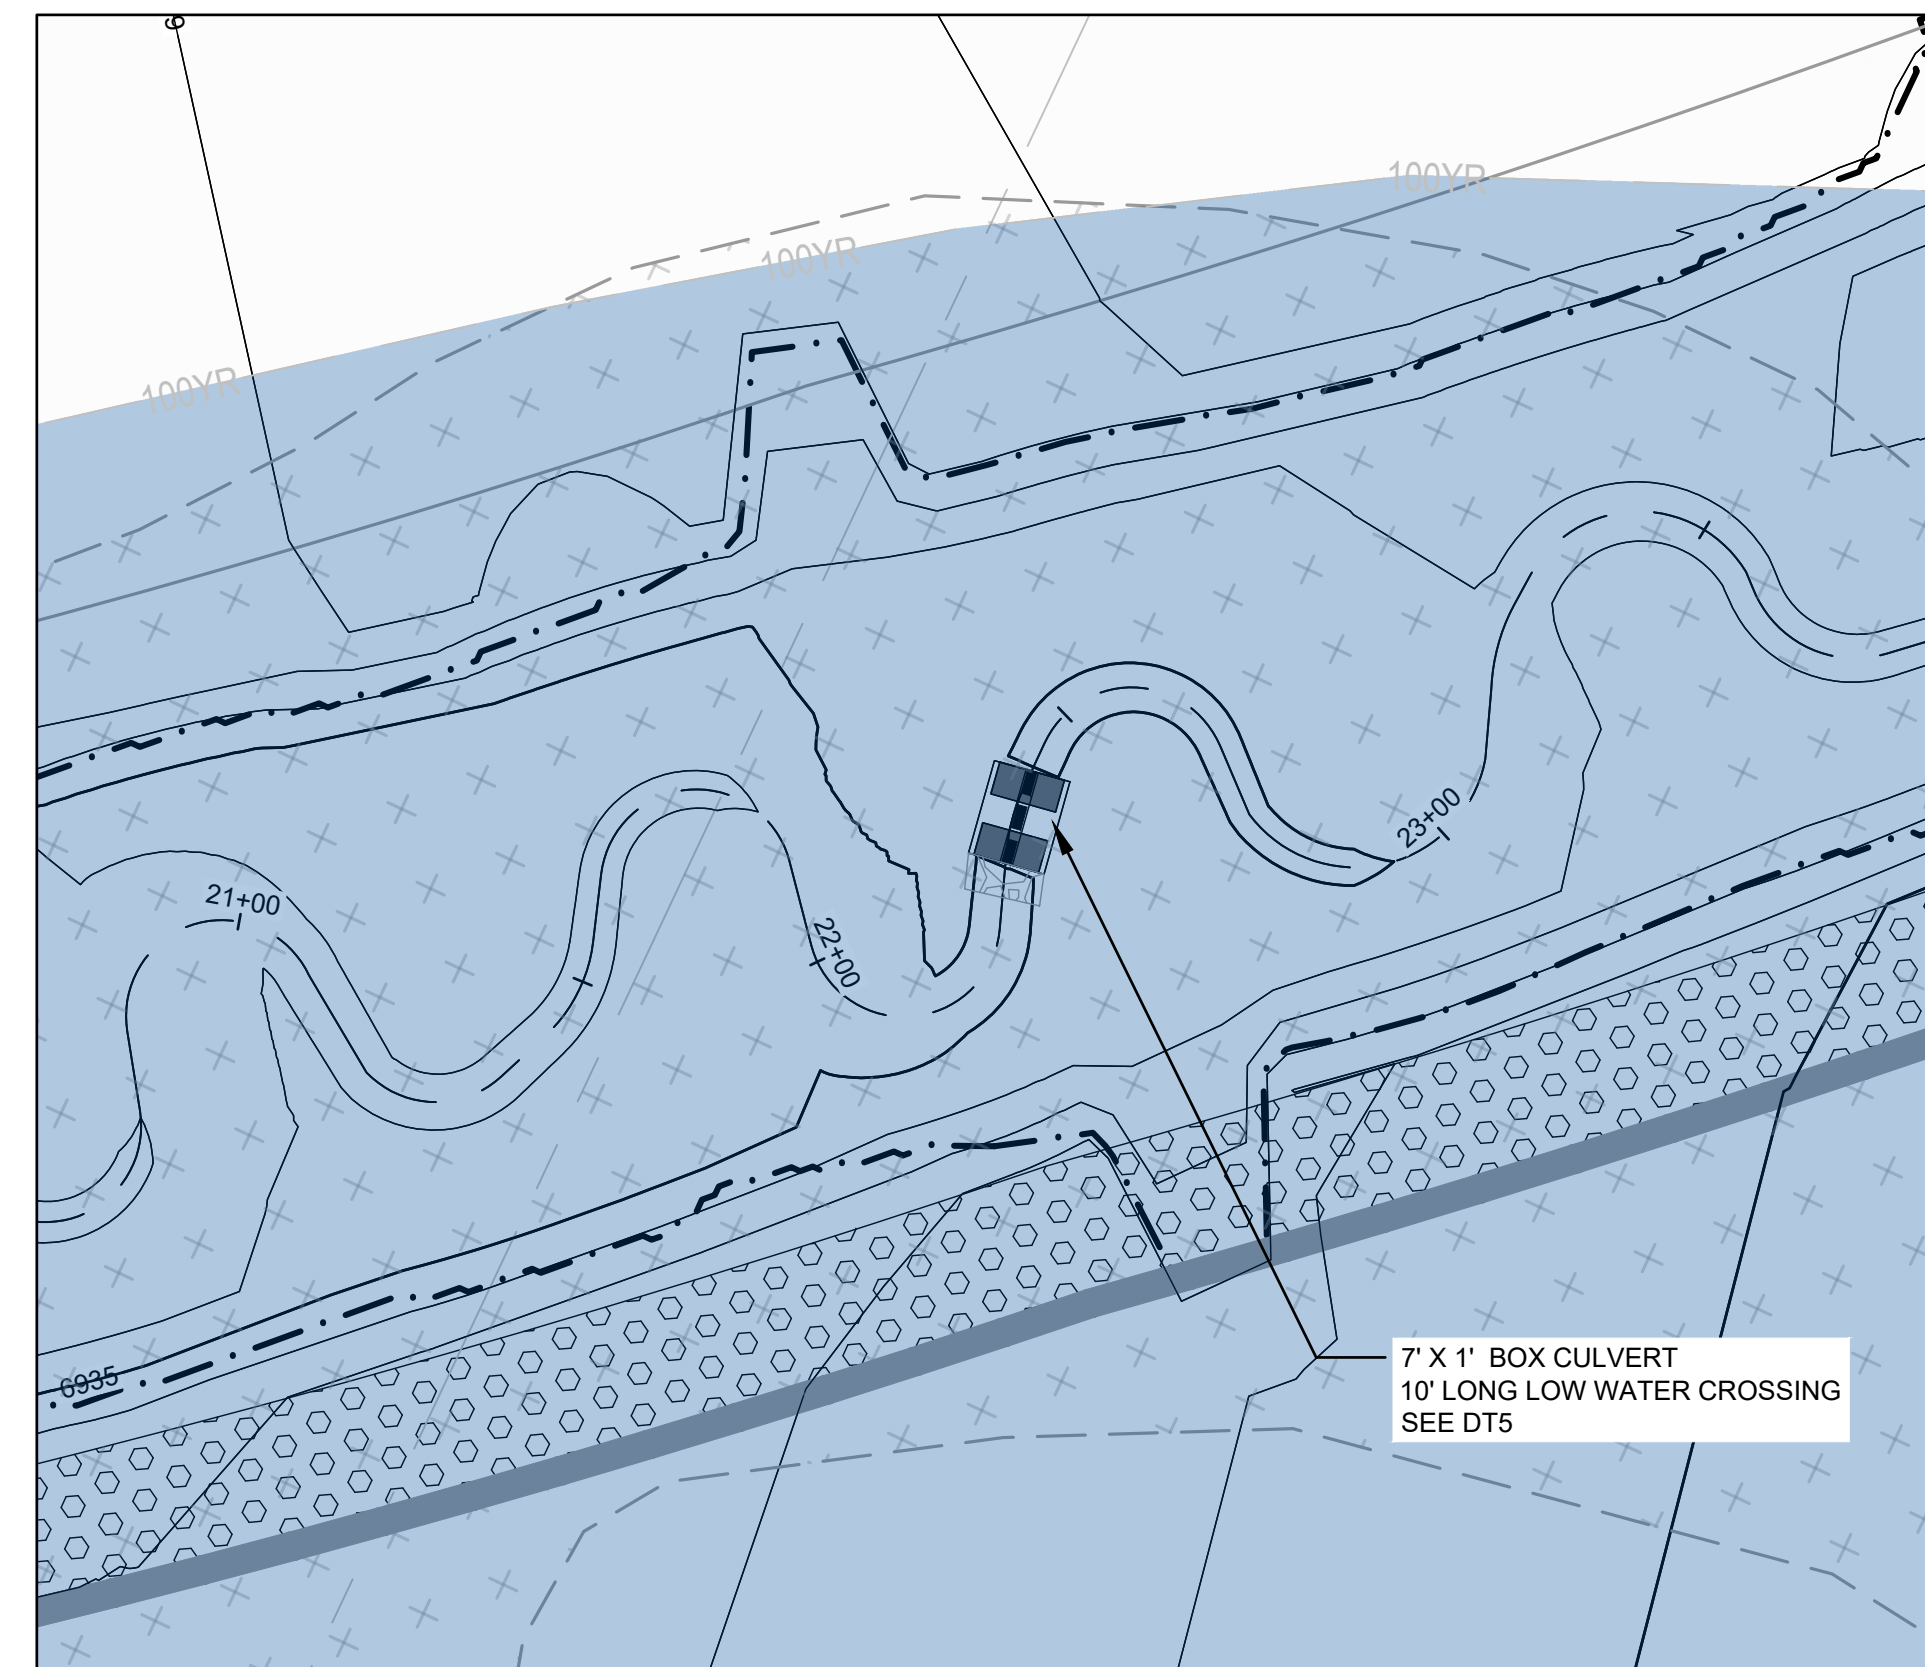 100YR
100YR
100YR
21+00
22+00
23+00
6935
7' X 1' BOX CULVERT
10' LONG LOW WATER CROSSING
SEE DT5